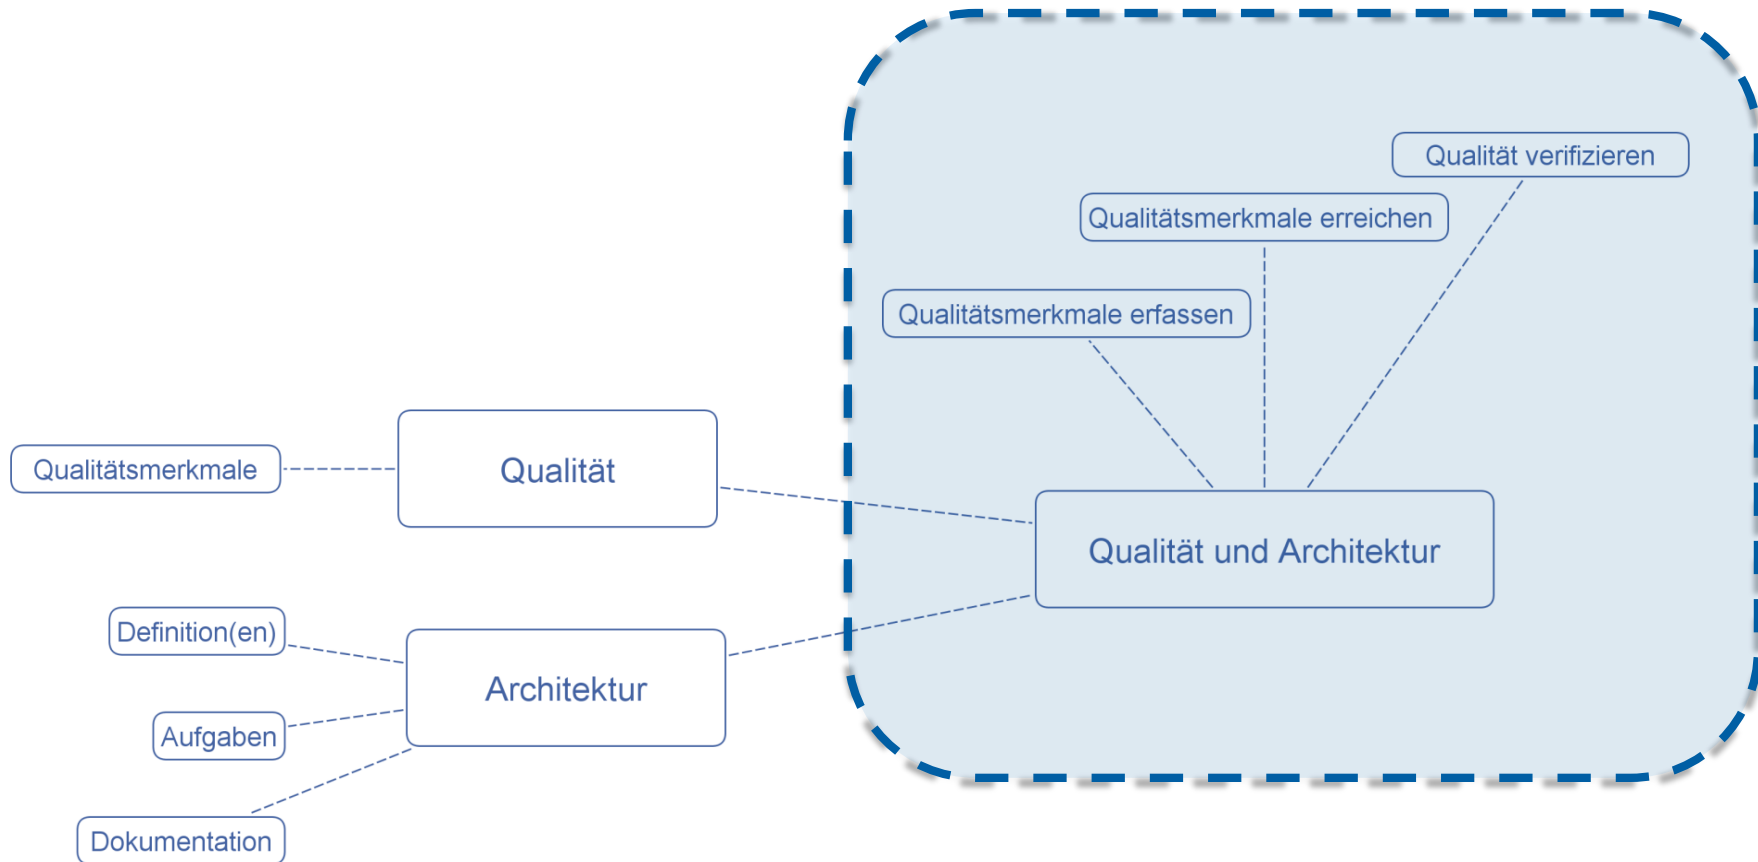 Qualität verifizieren
Qualitätsmerkmale erreichen
Qualitätsmerkmale erfassen
Qualitätsmerkmale
Qualität
Qualität und Architektur
Definition(en)
Architektur
Aufgaben
Dokumentation